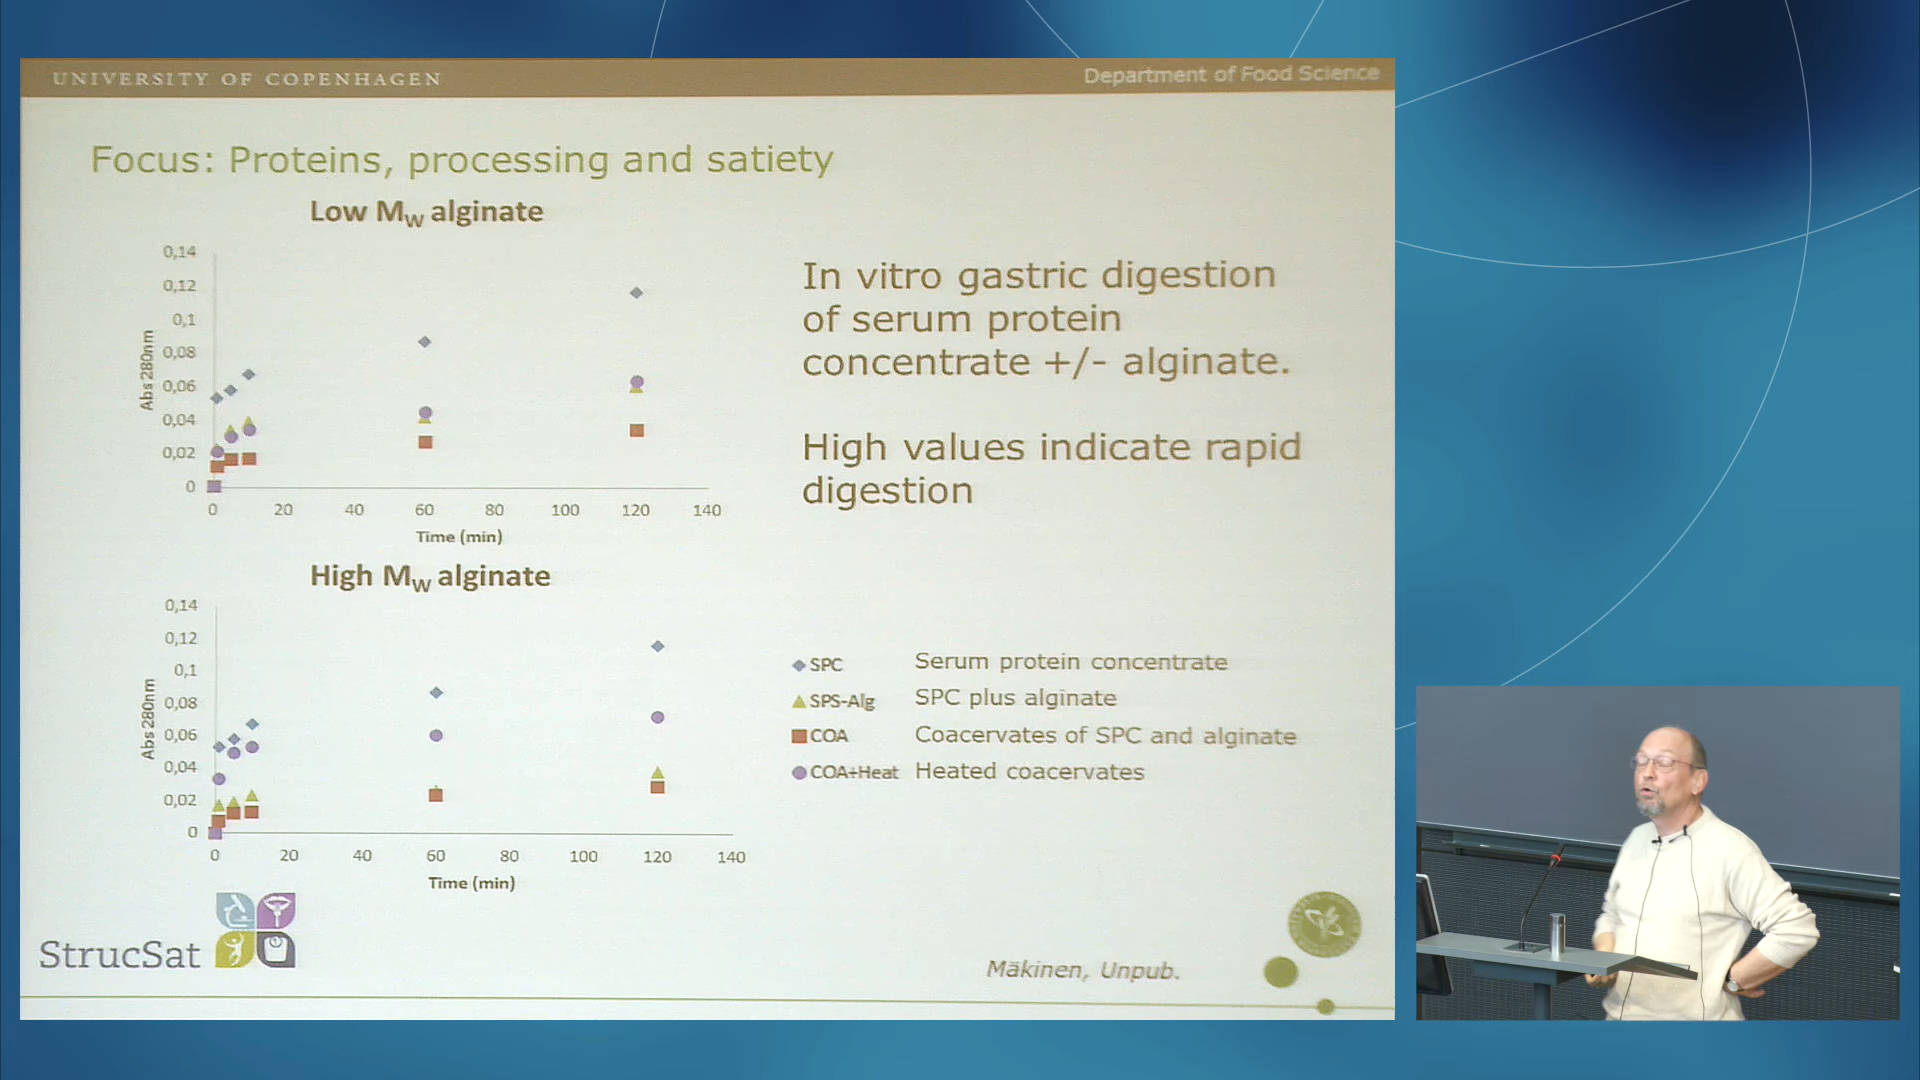 UNIVERSITY OF COPENHAGEN
Department of Food Science
Focus: Proteins, processing and satiety
Low MW alginate
0,14
0,12
0,1
0,08
0,06
0,04
0,02
0
Abs 280nm
0 20 40 60 80 100 120 140
Time (min)
In vitro gastric digestion
of serum protein
concentrate +/- alginate.
High values indicate rapid
digestion
High MW alginate
0,14
0,12
0,1
0,08
0,06
0,04
0,02
0
Abs 280nm
0 20 40 60 80 100 120 140
Time (min)
SPC Serum protein concentrate
SPS-Alg SPC plus alginate
COA Coacervates of SPC and alginate
COA+Heat Heated coacervates
StrucSat
Mäkinen, Unpub.